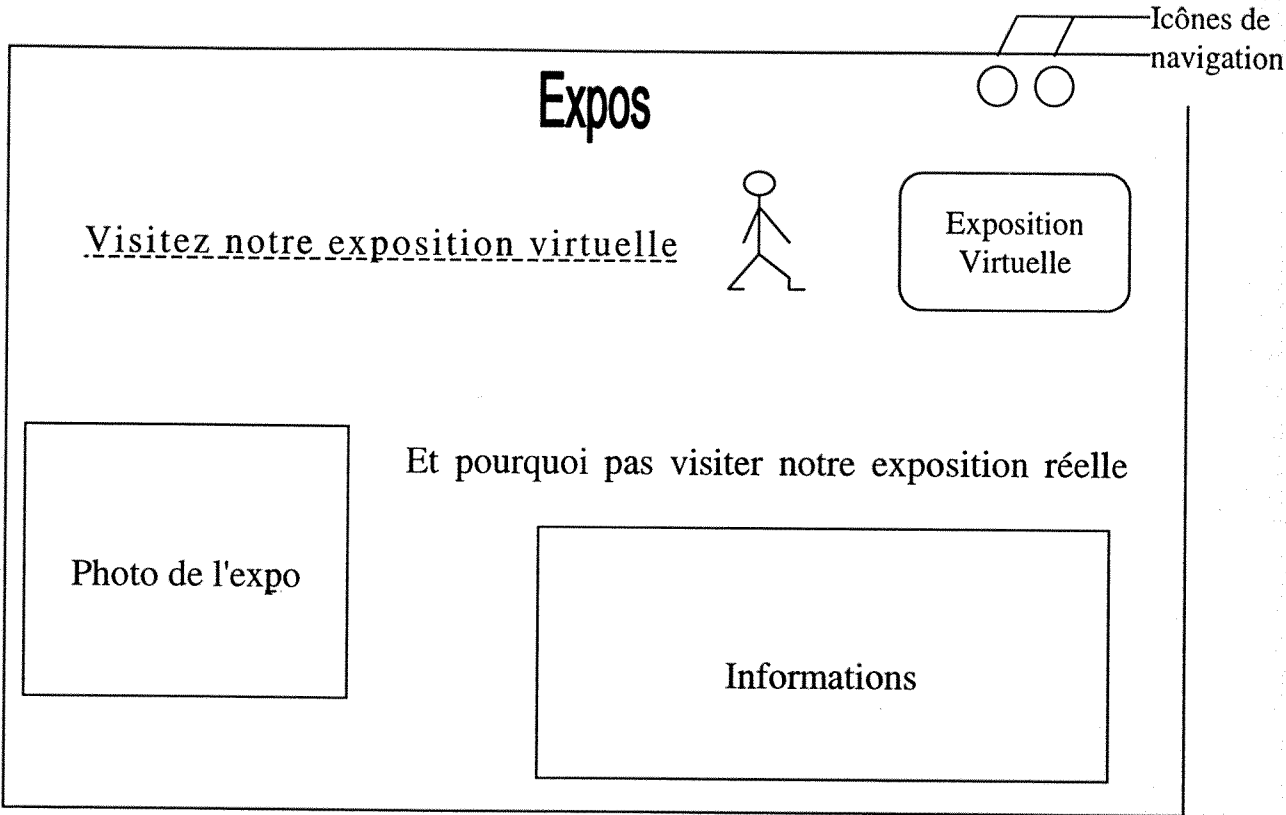 Icônes de
navigation
Expos
Visitez notre exposition virtuelle
Exposition
Virtuelle
Et pourquoi pas visiter notre exposition réelle
Photo de l'expo
Informations